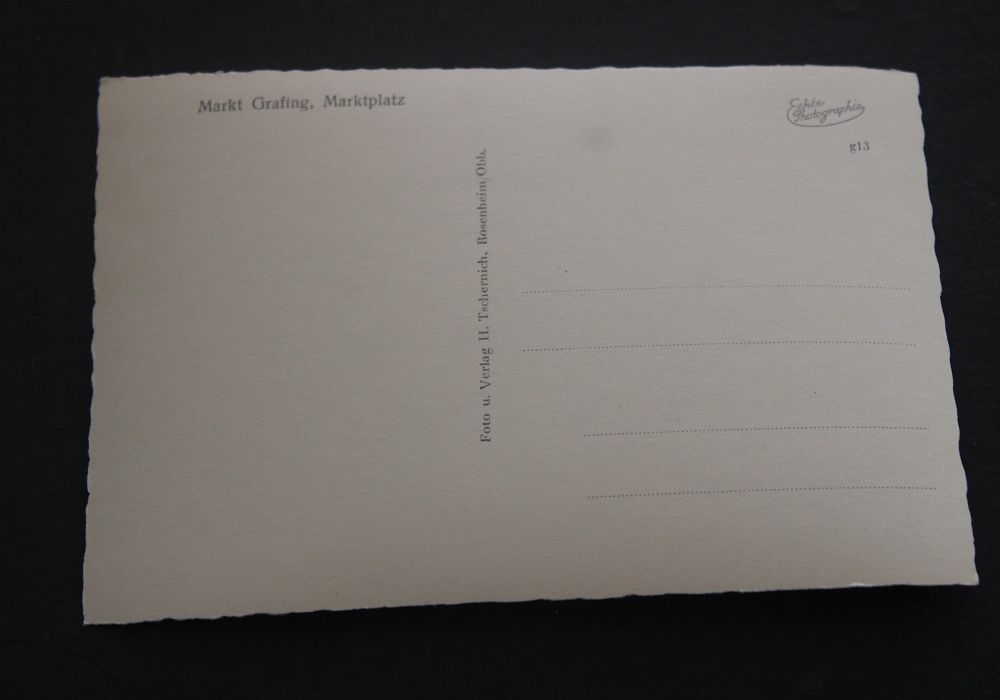 Markt Grafing, Marktplatz
Echte
Photographie
g13
Foto u. Verlag H. Tschernich, Rosenheim Obb.